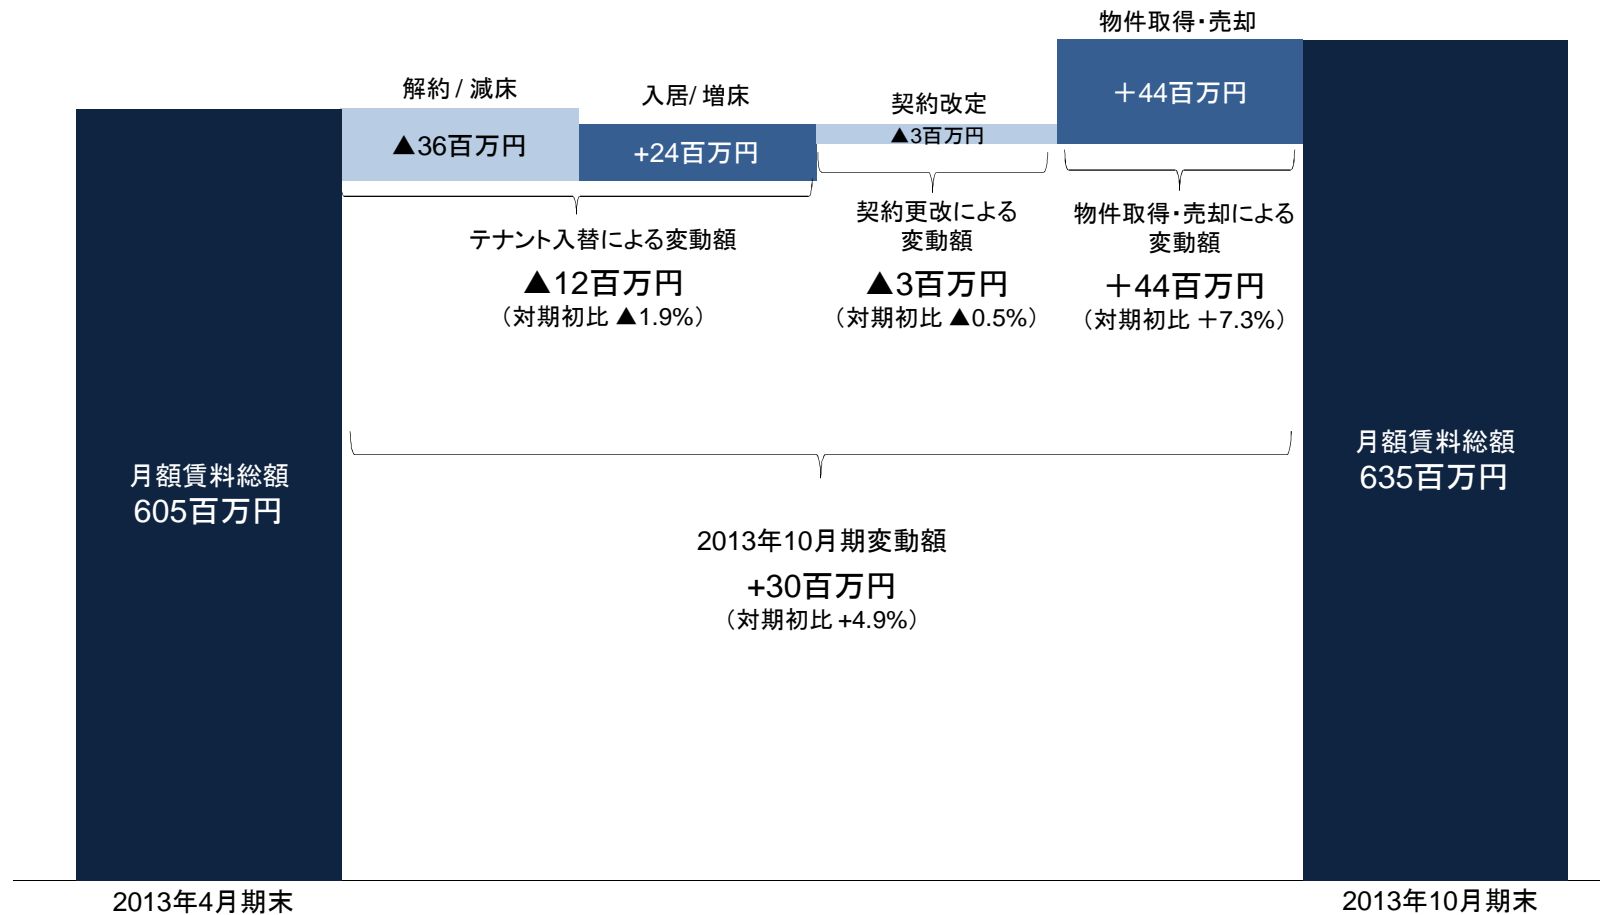 物件取得・売却
＋44百万円
解約 / 減床
▲36百万円
入居/ 増床
+24百万円
契約改定
▲3百万円
テナント入替による変動額
▲12百万円
（対期初比 ▲1.9%）
契約更改による
変動額
▲3百万円
（対期初比 ▲0.5%）
物件取得・売却による
変動額
＋44百万円
（対期初比 ＋7.3%）
月額賃料総額
605百万円
月額賃料総額
635百万円
2013年10月期変動額
+30百万円
（対期初比 +4.9%）
2013年4月期末
2013年10月期末